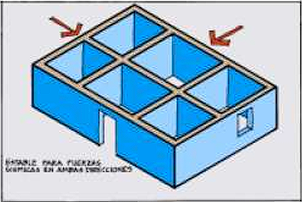 ESTABLE PARA FUERZAS
SISMICAS EN AMBAS DIRECCIONES